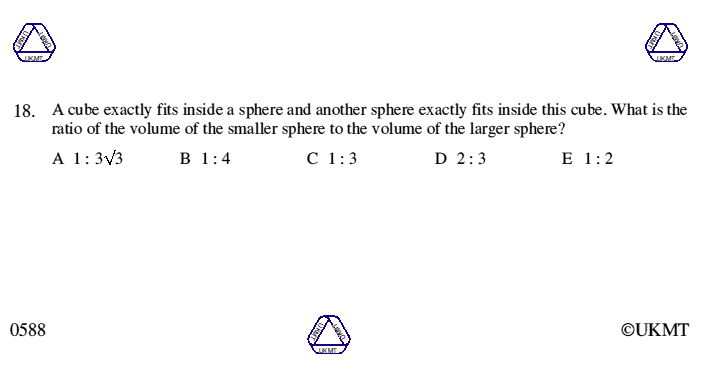 UKMT UKMT UKMT
UKMT UKMT UKMT
18. A cube exactly fits inside a sphere and another sphere exactly fits inside this cube. What is the
ratio of the volume of the smaller sphere to the volume of the larger sphere?
A 1 : 3√3 B 1 : 4 C 1 : 3 D 2 : 3 E 1 : 2
0588
UKMT UKMT UKMT
©UKMT